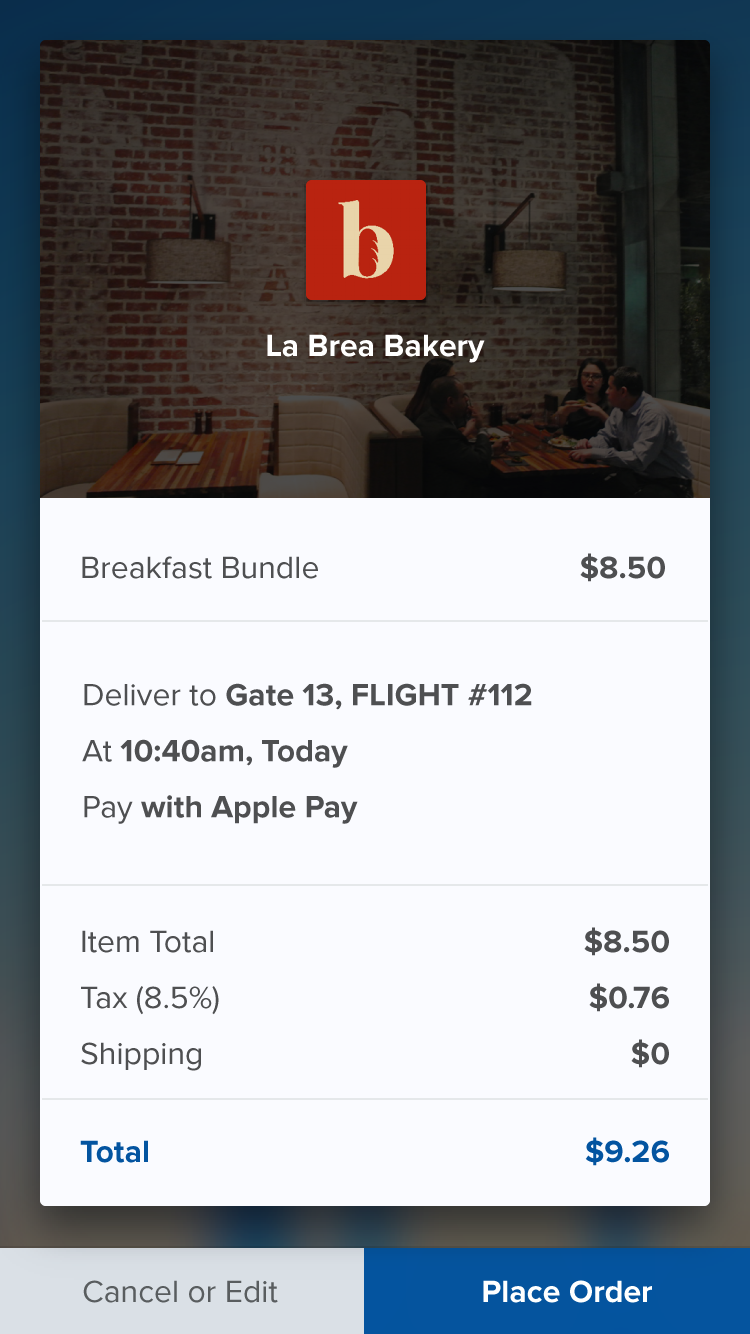 b
La Brea Bakery
Breakfast Bundle $8.50
Deliver to Gate 13, FLIGHT #112
At 10:40am, Today
Pay with Apple Pay
Item Total $8.50
Tax (8.5%) $0.76
Shipping $0
Total $9.26
Cancel or Edit Place Order